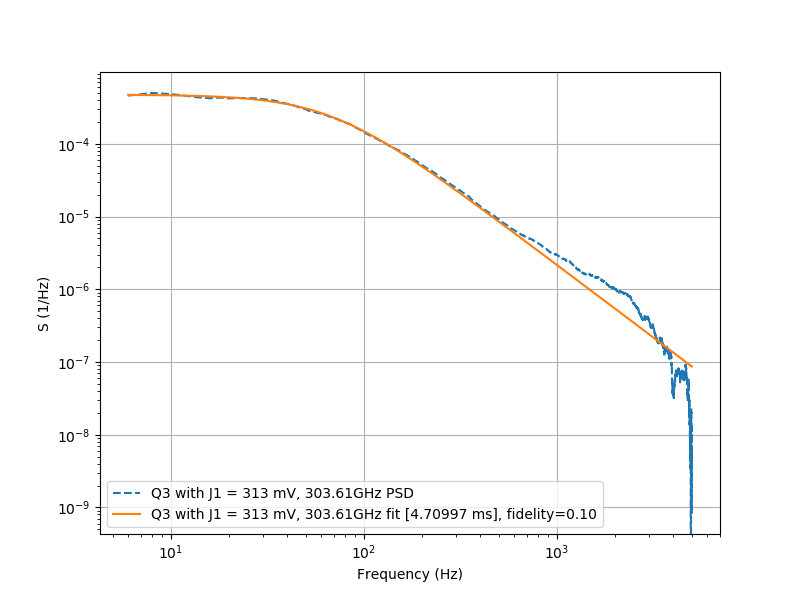 10⁻⁴
10⁻⁵
10⁻⁶
10⁻⁷
10⁻⁸
10⁻⁹
S (1/Hz)
Q3 with J1 = 313 mV, 303.61GHz PSD
Q3 with J1 = 313 mV, 303.61GHz fit [4.70997 ms], fidelity=0.10
10¹ 10² 10³
Frequency (Hz)